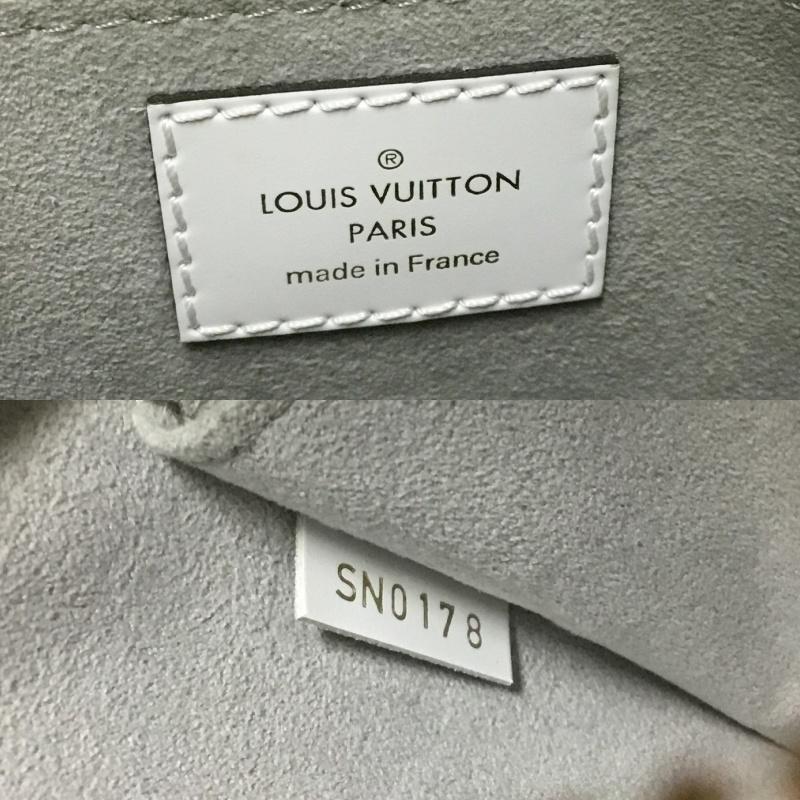 ®
LOUIS VUITTON
PARIS
made in France
SN0178